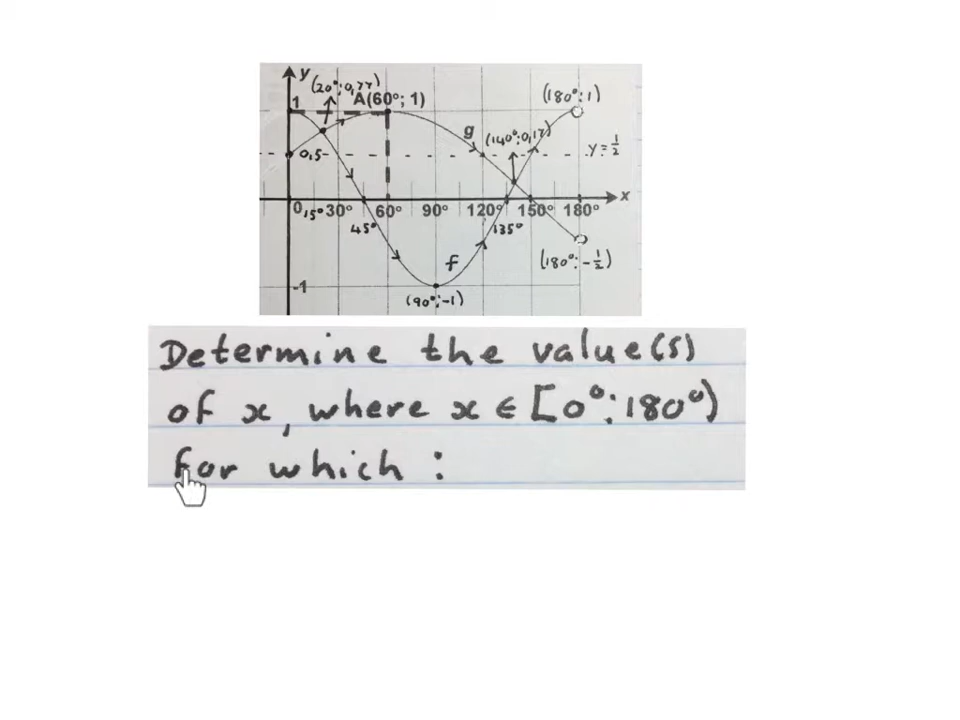 y
(20°; 0,77)
1
A(60°; 1)
(180°; 1)
g
(140°; 0,17)
0,5
y = 1/2
x
0 15° 30° 60° 90° 120° 150° 180°
45° 135°
f
(180°; -1/2)
-1
(90°; -1)
Determine the value(s)
of x, where x ∈ [0°; 180°)
for which :